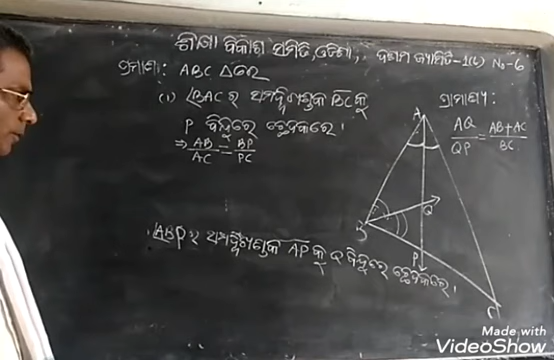 ଶିକ୍ଷା ବିକାଶ ସମିତି, ଓଡିଶା, ଦଶମ ଜ୍ୟାମିତି-1(c) No-6
ପ୍ରମାଣ: ABC Δରେ
(i) ∠BAC ର ସମଦ୍ବିଖଣ୍ଡକ BC କୁ
P ବିନ୍ଦୁରେ ଛେଦକରେ।
⇒ AB/AC = BP/PC
ପ୍ରାମାଣ୍ୟ:
AQ/QP = AB+AC/BC
∠ABP ର ସମଦ୍ବିଖଣ୍ଡକ AP କୁ Q ବିନ୍ଦୁରେ ଛେଦକରେ।
A
B
Q
P
C
Made with
VideoShow